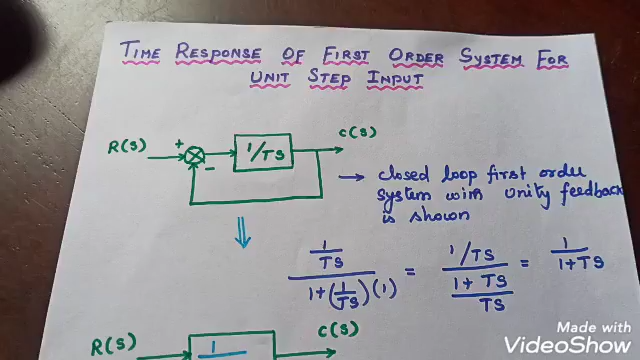 TIME RESPONSE OF FIRST ORDER SYSTEM FOR
UNIT STEP INPUT
R(S) + - 1/TS C(S)
→ closed loop first order
system with unity feedback
is shown
(1/TS) / (1+(1/TS)(1)) = (1/TS) / ((1+TS)/TS) = 1/(1+TS)
R(S) 1 C(S)
Made with
VideoShow